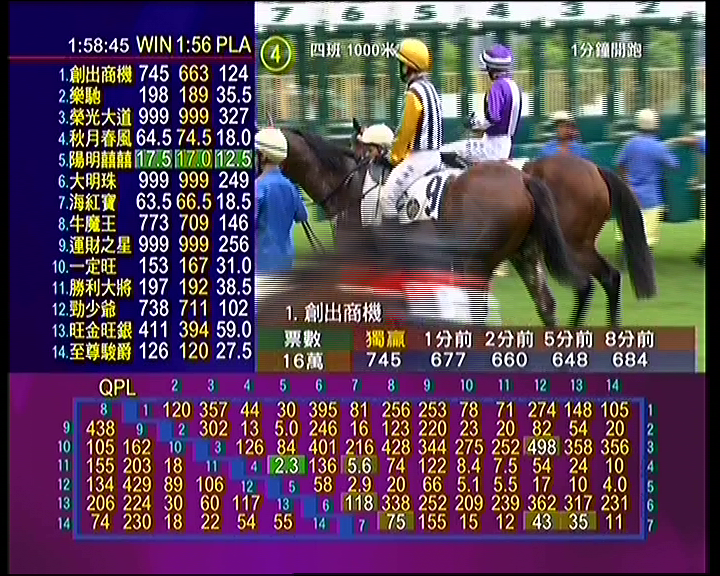 1:58:45 WIN 1:56 PLA
1.創出商機 745 663 124
2.樂馳 198 189 35.5
3.榮光大道 999 999 327
4.秋月春風 64.5 74.5 18.0
5.陽明囍囍 17.5 17.0 12.5
6.大明珠 999 999 249
7.海紅寶 63.5 66.5 18.5
8.牛魔王 773 709 146
9.運財之星 999 999 256
10.一定旺 153 167 31.0
11.勝利大將 197 192 38.5
12.勁少爺 738 711 102
13.旺金旺銀 411 394 59.0
14.至尊駿爵 126 120 27.5
7 6 5 4 3 2
4 四班 1000米 1分鐘開跑
9
1. 創出商機
票數 獨贏 1分前 2分前 5分前 8分前
16萬 745 677 660 648 684
QPL 2 3 4 5 6 7 8 9 10 11 12 13 14
8 1 120 357 44 30 395 81 256 253 78 71 274 148 105 1
9 438 9 2 302 13 5.0 246 16 123 220 23 20 82 54 20 2
10 105 162 10 3 126 84 401 216 428 344 275 252 498 358 356 3
11 155 203 18 11 4 2.3 136 5.6 74 122 8.4 7.5 54 24 10 4
12 134 429 89 106 12 5 58 2.9 20 66 5.1 5.5 17 10 4.0 5
13 206 224 30 60 117 13 6 118 338 252 209 239 362 317 231 6
14 74 230 18 22 54 55 14 7 75 155 15 12 43 35 11 7